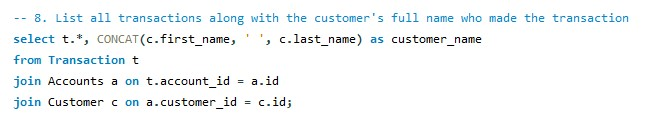 -- 8. List all transactions along with the customer's full name who made the transaction
select t.*, CONCAT(c.first_name, ' ', c.last_name) as customer_name
from Transaction t
join Accounts a on t.account_id = a.id
join Customer c on a.customer_id = c.id;